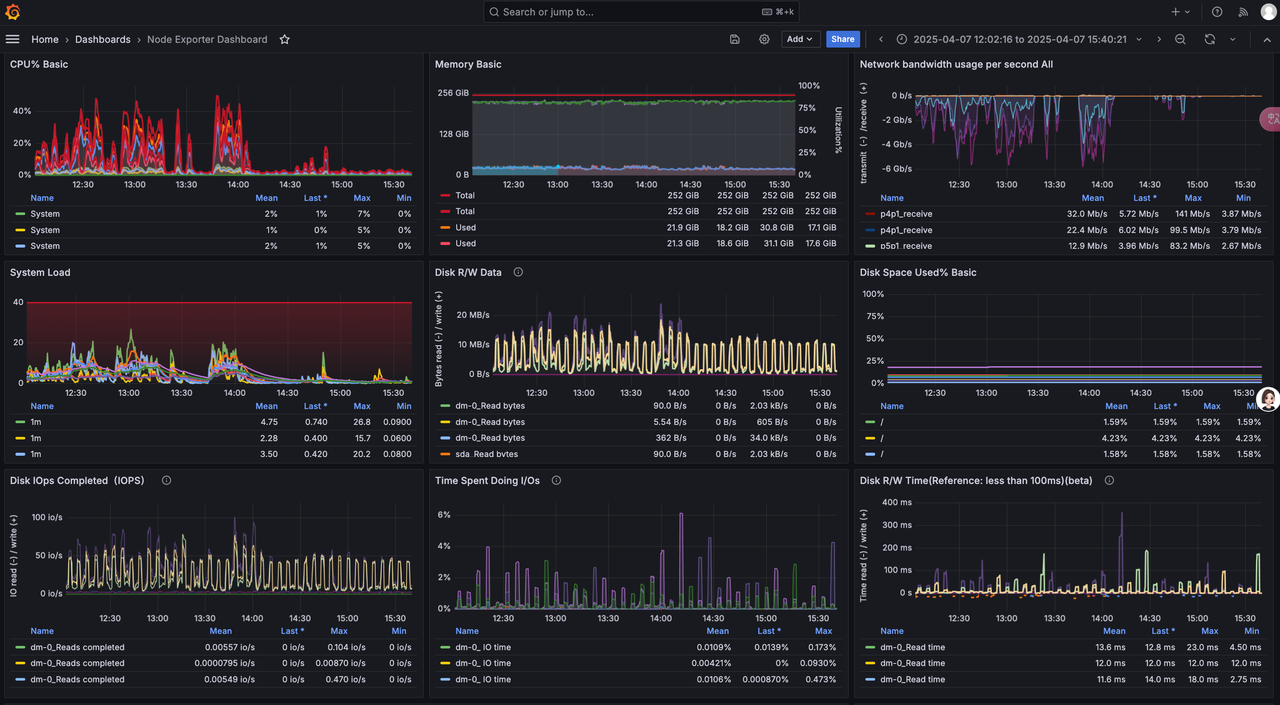 Search or jump to... ⌘+k
Home › Dashboards › Node Exporter Dashboard
Add Share 2025-04-07 12:02:16 to 2025-04-07 15:40:21
CPU% Basic
40%
20%
0%
12:30 13:00 13:30 14:00 14:30 15:00 15:30
Name Mean Last * Max Min
System 2% 1% 7% 0%
System 1% 0% 5% 0%
System 2% 1% 5% 0%
Memory Basic
256 GiB
128 GiB
0 B
100%
75%
50%
25%
0%
Utilization%
12:30 13:00 13:30 14:00 14:30 15:00 15:30
Total 252 GiB 252 GiB 252 GiB 252 GiB
Total 252 GiB 252 GiB 252 GiB 252 GiB
Used 21.9 GiB 18.2 GiB 30.8 GiB 17.1 GiB
Used 21.3 GiB 18.6 GiB 31.1 GiB 17.6 GiB
Network bandwidth usage per second All
transmit (-) /receive (+)
0 b/s
-2 Gb/s
-4 Gb/s
-6 Gb/s
12:30 13:00 13:30 14:00 14:30 15:00 15:30
Name Mean Last * Max Min
p4p1_receive 32.0 Mb/s 5.72 Mb/s 141 Mb/s 3.87 Mb/s
p4p1_receive 22.4 Mb/s 6.02 Mb/s 99.5 Mb/s 3.79 Mb/s
p5p1_receive 12.9 Mb/s 3.96 Mb/s 83.2 Mb/s 2.67 Mb/s
System Load
40
20
0
12:30 13:00 13:30 14:00 14:30 15:00 15:30
Name Mean Last * Max Min
1m 4.75 0.740 26.8 0.0900
1m 2.28 0.400 15.7 0.0600
1m 3.50 0.420 20.2 0.0800
Disk R/W Data
Bytes read (-) / write (+)
20 MB/s
10 MB/s
0 B/s
12:30 13:00 13:30 14:00 14:30 15:00 15:30
dm-0_Read bytes 90.0 B/s 0 B/s 2.03 kB/s 0 B/s
dm-0_Read bytes 5.54 B/s 0 B/s 605 B/s 0 B/s
dm-0_Read bytes 362 B/s 0 B/s 34.0 kB/s 0 B/s
sda_Read bytes 90.0 B/s 0 B/s 2.03 kB/s 0 B/s
Disk Space Used% Basic
100%
75%
50%
25%
0%
12:30 13:00 13:30 14:00 14:30 15:00 15:30
Name Mean Last * Max Min
/ 1.59% 1.59% 1.59% 1.59%
/ 4.23% 4.23% 4.23% 4.23%
/ 1.58% 1.58% 1.58% 1.58%
Disk IOps Completed（IOPS）
IO read (-) / write (+)
100 io/s
50 io/s
0 io/s
12:30 13:00 13:30 14:00 14:30 15:00 15:30
Name Mean Last * Max Min
dm-0_Reads completed 0.00557 io/s 0 io/s 0.104 io/s 0 io/s
dm-0_Reads completed 0.0000795 io/s 0 io/s 0.00870 io/s 0 io/s
dm-0_Reads completed 0.00549 io/s 0 io/s 0.470 io/s 0 io/s
Time Spent Doing I/Os
6%
4%
2%
0%
12:30 13:00 13:30 14:00 14:30 15:00 15:30
Name Mean Last * Max
dm-0_ IO time 0.0109% 0.0139% 0.173%
dm-0_ IO time 0.00421% 0% 0.0930%
dm-0_ IO time 0.0106% 0.000870% 0.473%
Disk R/W Time(Reference: less than 100ms)(beta)
Time read (-) / write (+)
400 ms
300 ms
200 ms
100 ms
0 s
12:30 13:00 13:30 14:00 14:30 15:00 15:30
Name Mean Last * Max Min
dm-0_Read time 13.6 ms 12.8 ms 23.0 ms 4.50 ms
dm-0_Read time 12.0 ms 12.0 ms 12.0 ms 12.0 ms
dm-0_Read time 11.6 ms 14.0 ms 18.0 ms 2.75 ms